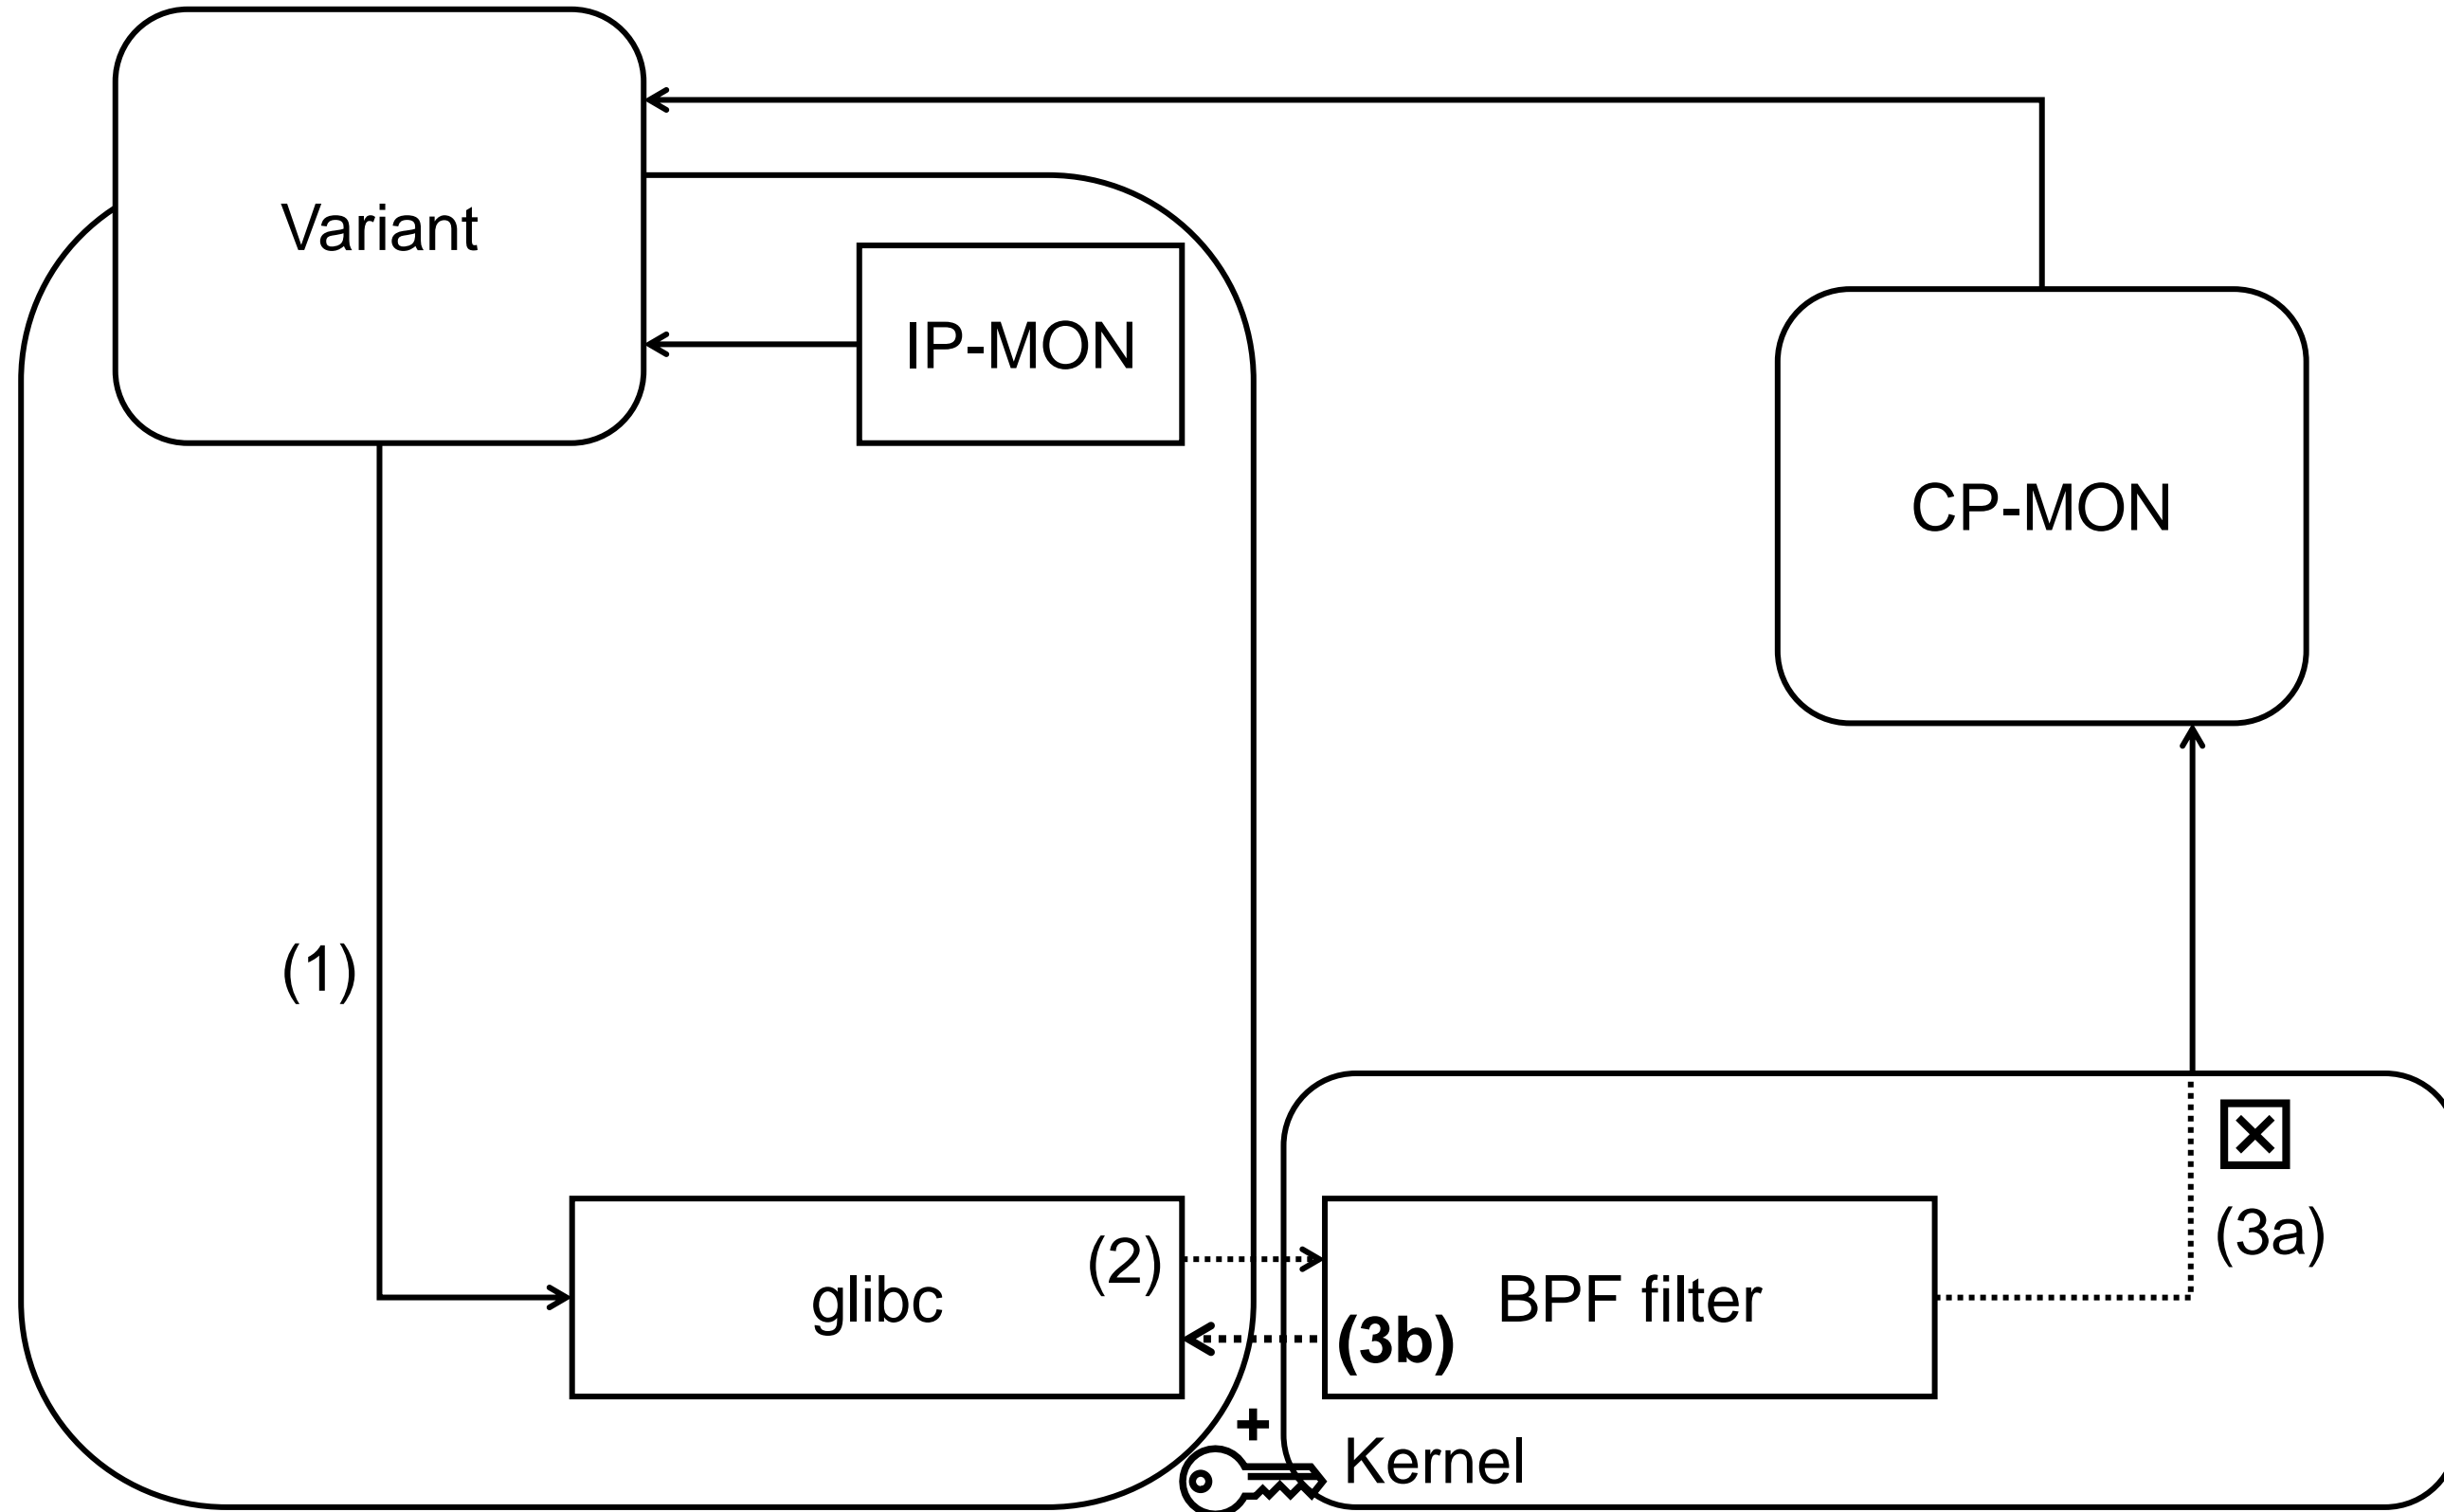 Variant
IP-MON
CP-MON
(1)
(2)
glibc
BPF filter
(3a)
(3b)
Kernel